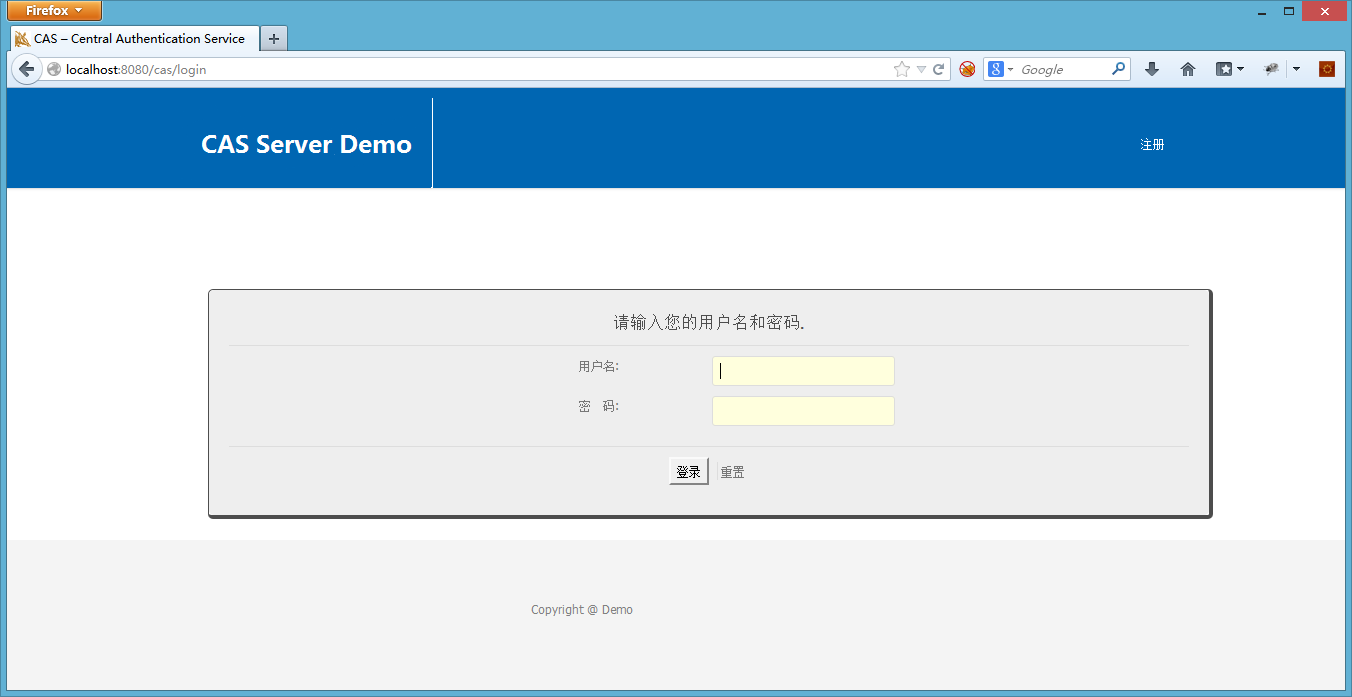 Firefox
CAS – Central Authentication Service
localhost:8080/cas/login
Google
CAS Server Demo
注册
请输入您的用户名和密码.
用户名:
密 码:
登录 重置
Copyright @ Demo